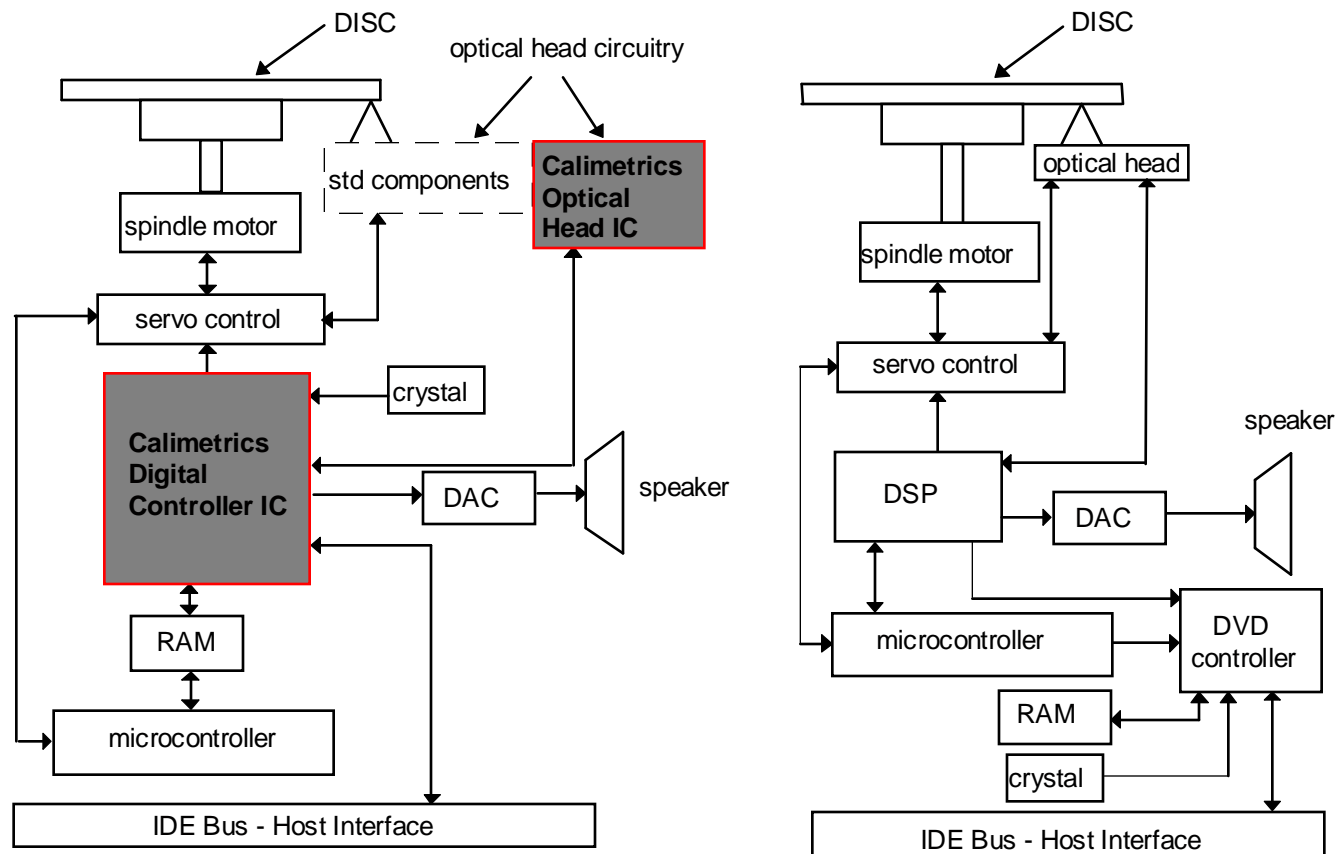 DISC
optical head circuitry
std components
Calimetrics
Optical
Head IC
spindle motor
servo control
crystal
Calimetrics
Digital
Controller IC
DAC
speaker
RAM
microcontroller
IDE Bus - Host Interface
DISC
optical head
spindle motor
servo control
speaker
DSP
DAC
microcontroller
DVD
controller
RAM
crystal
IDE Bus - Host Interface